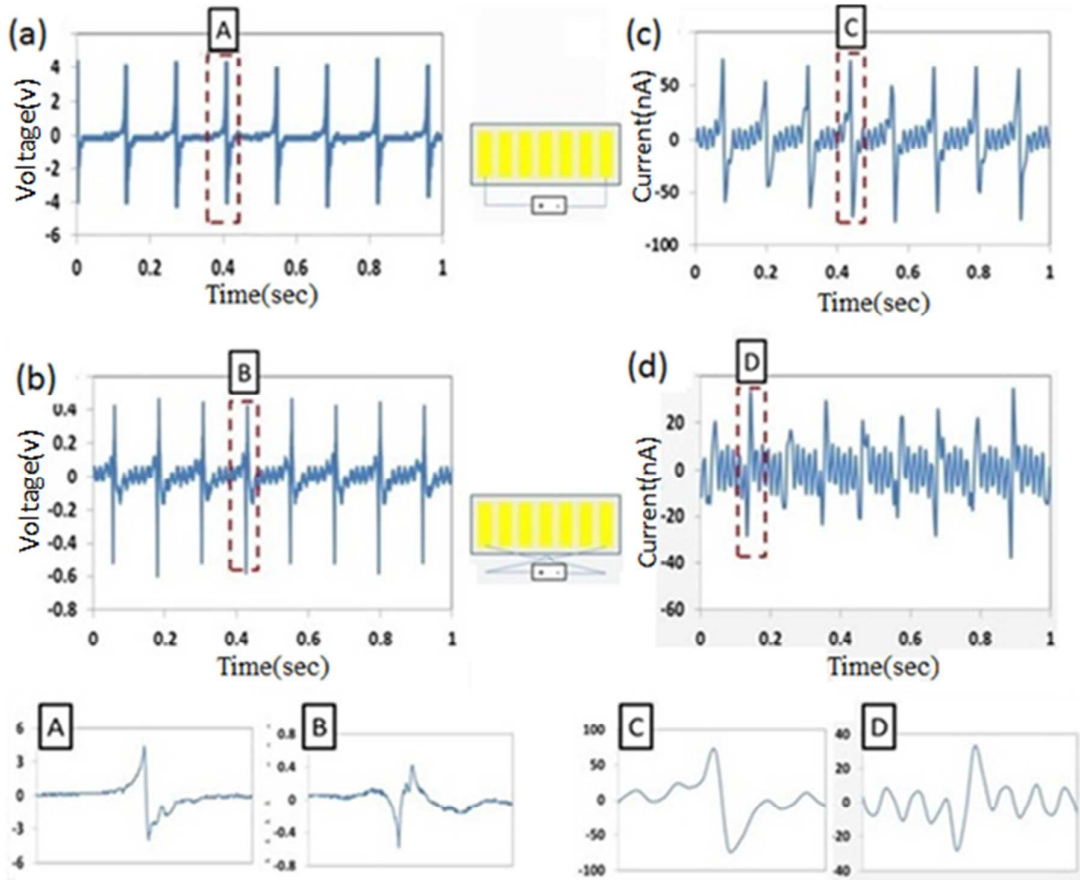 (a)
A
Voltage(v)
4
2
0
-2
-4
-6
0 0.2 0.4 0.6 0.8 1
Time(sec)
+ -
(c)
C
Current(nA)
50
0
-50
-100
0 0.2 0.4 0.6 0.8 1
Time(sec)
(b)
B
Voltage(v)
0.4
0.2
0
-0.2
-0.4
-0.6
-0.8
0 0.2 0.4 0.6 0.8 1
Time(sec)
+ -
(d)
D
Current(nA)
20
0
-20
-40
-60
0 0.2 0.4 0.6 0.8 1
Time(sec)
A
6
3
0
-3
-6
B
0.8
0.4
0
-0.4
-0.8
C
100
50
0
-50
-100
D
40
20
0
-20
-40